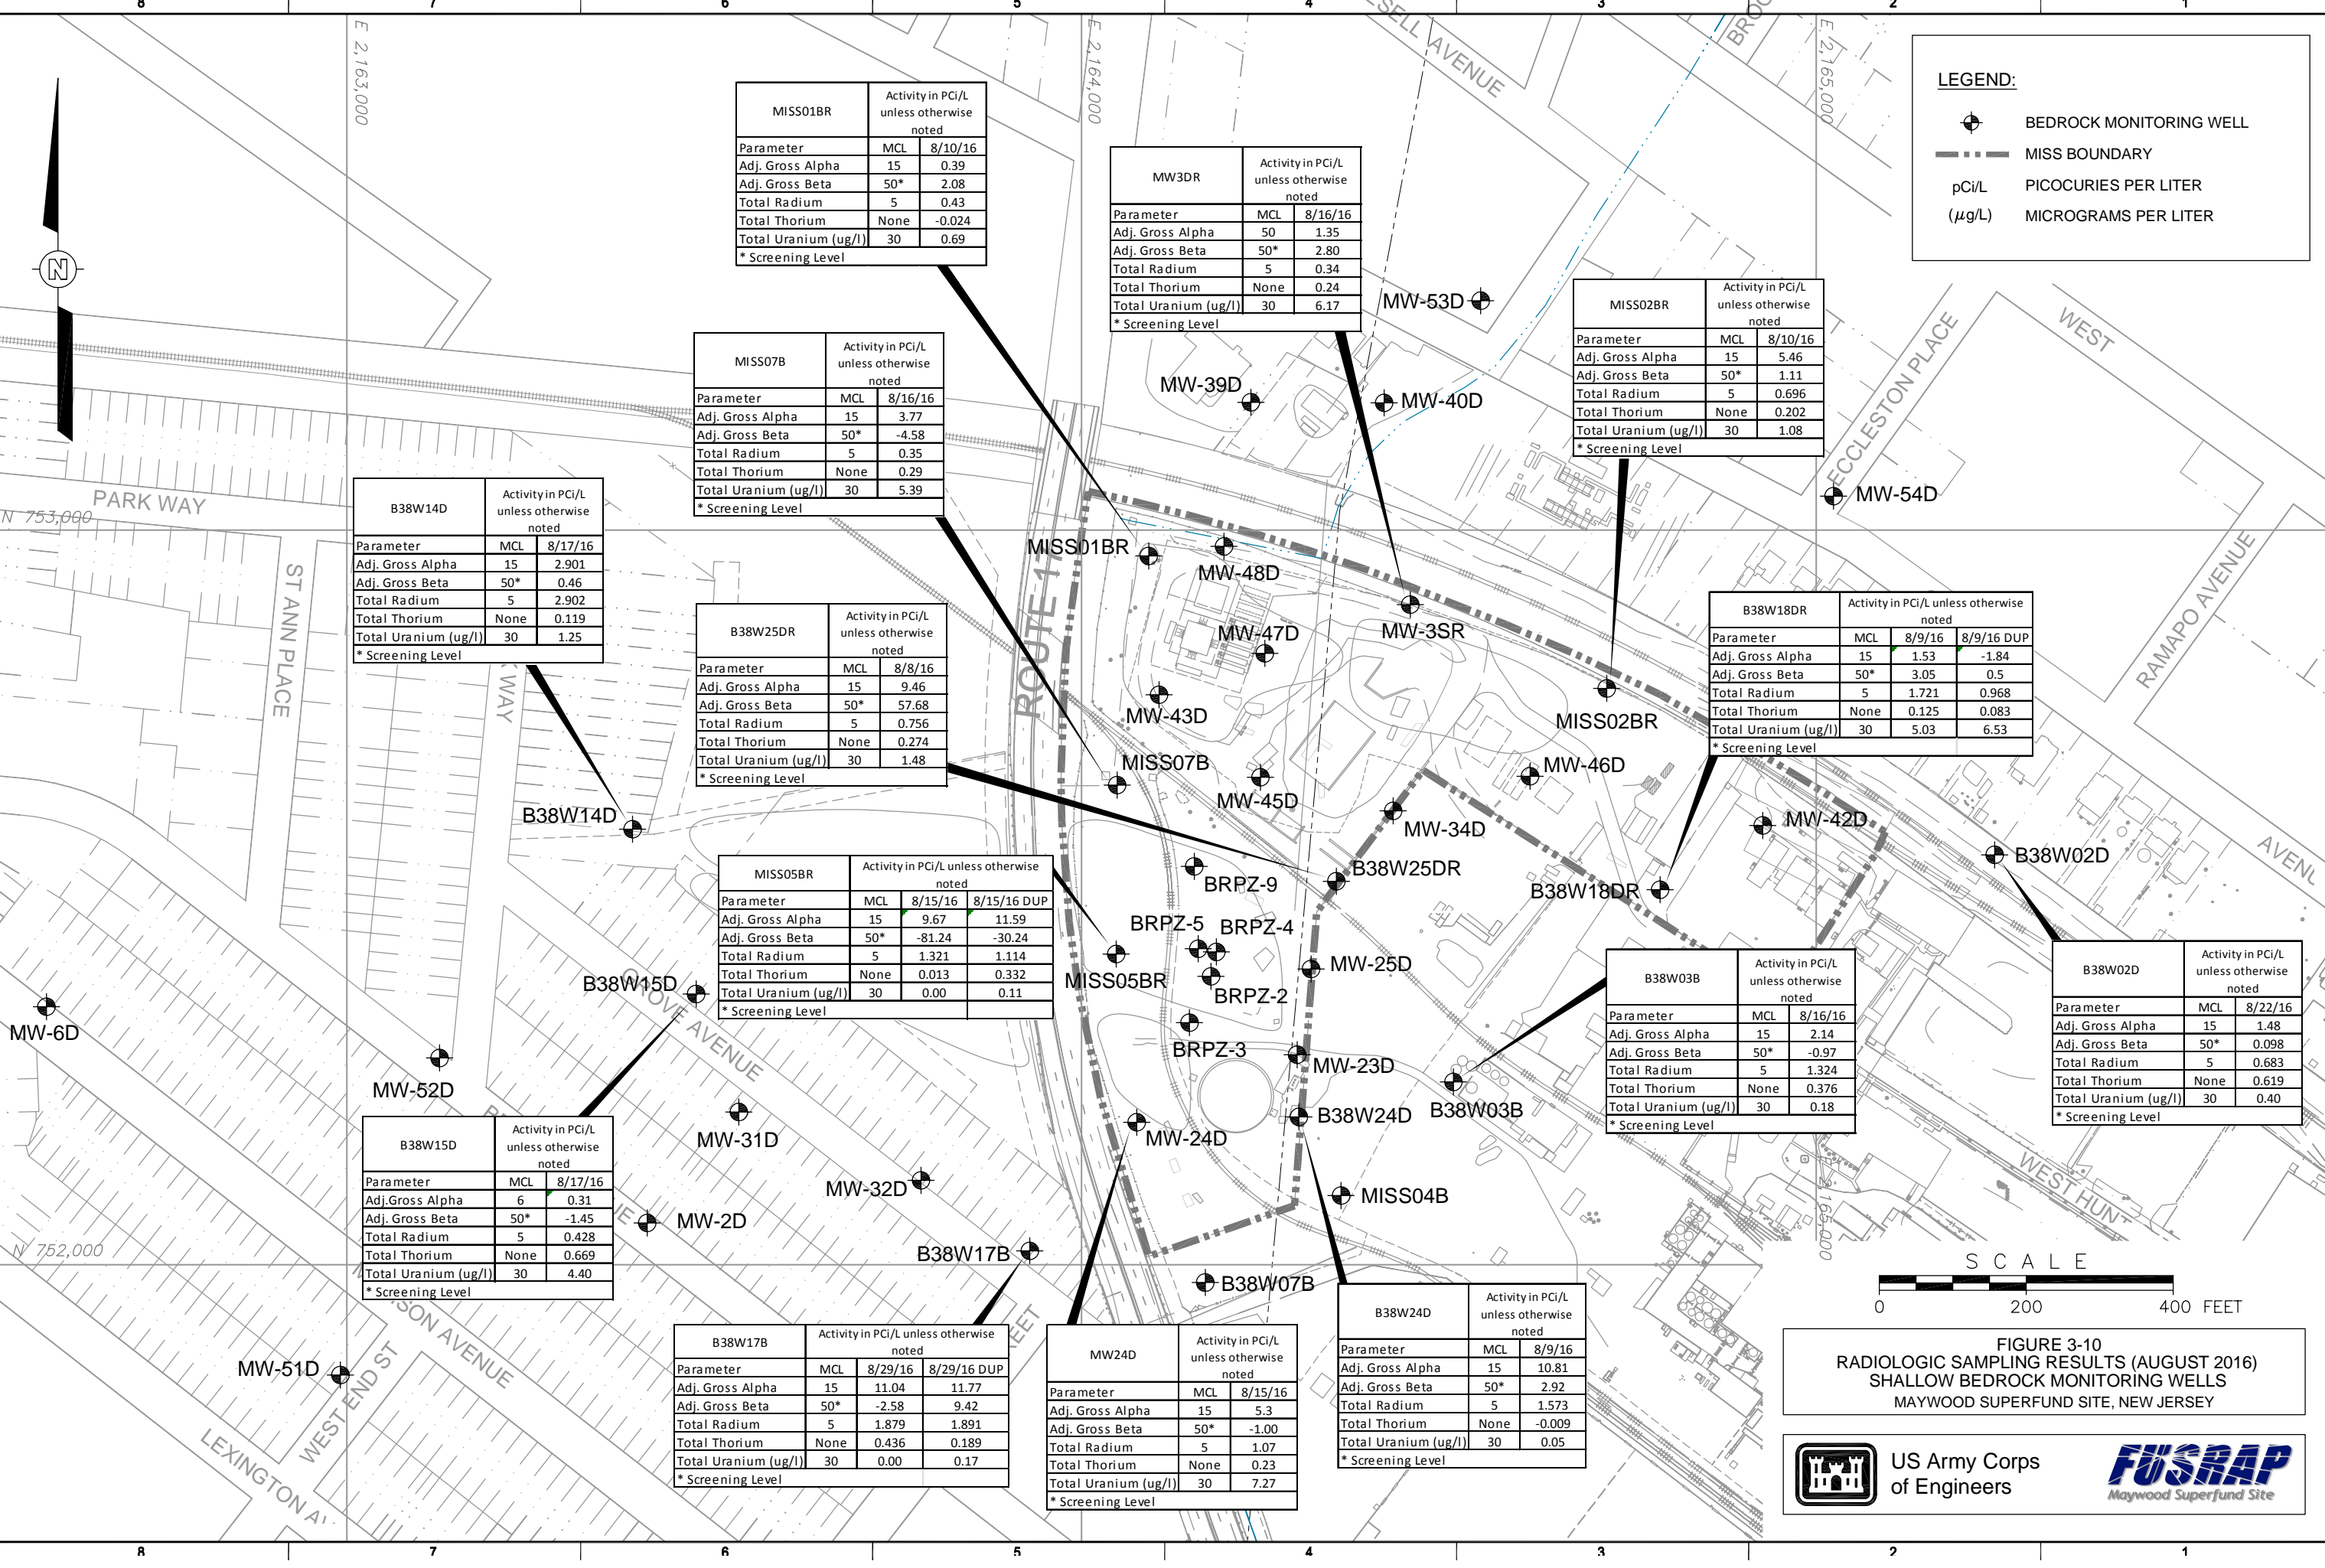 8 7 6 5 4 3 2 1
E 2,163,000
E 2,164,000
E 2,165,000
SELL AVENUE
LEGEND:
BEDROCK MONITORING WELL
MISS BOUNDARY
pCi/L PICOCURIES PER LITER
(µg/L) MICROGRAMS PER LITER
N
MISS01BR Activity in PCi/L
unless otherwise
noted
Parameter MCL 8/10/16
Adj. Gross Alpha 15 0.39
Adj. Gross Beta 50* 2.08
Total Radium 5 0.43
Total Thorium None -0.024
Total Uranium (ug/l) 30 0.69
* Screening Level
MW3DR Activity in PCi/L
unless otherwise
noted
Parameter MCL 8/16/16
Adj. Gross Alpha 50 1.35
Adj. Gross Beta 50* 2.80
Total Radium 5 0.34
Total Thorium None 0.24
Total Uranium (ug/l) 30 6.17
* Screening Level
MISS02BR Activity in PCi/L
unless otherwise
noted
Parameter MCL 8/10/16
Adj. Gross Alpha 15 5.46
Adj. Gross Beta 50* 1.11
Total Radium 5 0.696
Total Thorium None 0.202
Total Uranium (ug/l) 30 1.08
* Screening Level
MISS07B Activity in PCi/L
unless otherwise
noted
Parameter MCL 8/16/16
Adj. Gross Alpha 15 3.77
Adj. Gross Beta 50* -4.58
Total Radium 5 0.35
Total Thorium None 0.29
Total Uranium (ug/l) 30 5.39
* Screening Level
B38W14D Activity in PCi/L
unless otherwise
noted
Parameter MCL 8/17/16
Adj. Gross Alpha 15 2.901
Adj. Gross Beta 50* 0.46
Total Radium 5 2.902
Total Thorium None 0.119
Total Uranium (ug/l) 30 1.25
* Screening Level
B38W25DR Activity in PCi/L
unless otherwise
noted
Parameter MCL 8/8/16
Adj. Gross Alpha 15 9.46
Adj. Gross Beta 50* 57.68
Total Radium 5 0.756
Total Thorium None 0.274
Total Uranium (ug/l) 30 1.48
* Screening Level
B38W18DR Activity in PCi/L unless otherwise
noted
Parameter MCL 8/9/16 8/9/16 DUP
Adj. Gross Alpha 15 1.53 -1.84
Adj. Gross Beta 50* 3.05 0.5
Total Radium 5 1.721 0.968
Total Thorium None 0.125 0.083
Total Uranium (ug/l) 30 5.03 6.53
* Screening Level
MISS05BR Activity in PCi/L unless otherwise
noted
Parameter MCL 8/15/16 8/15/16 DUP
Adj. Gross Alpha 15 9.67 11.59
Adj. Gross Beta 50* -81.24 -30.24
Total Radium 5 1.321 1.114
Total Thorium None 0.013 0.332
Total Uranium (ug/l) 30 0.00 0.11
* Screening Level
B38W03B Activity in PCi/L
unless otherwise
noted
Parameter MCL 8/16/16
Adj. Gross Alpha 15 2.14
Adj. Gross Beta 50* -0.97
Total Radium 5 1.324
Total Thorium None 0.376
Total Uranium (ug/l) 30 0.18
* Screening Level
B38W02D Activity in PCi/L
unless otherwise
noted
Parameter MCL 8/22/16
Adj. Gross Alpha 15 1.48
Adj. Gross Beta 50* 0.098
Total Radium 5 0.683
Total Thorium None 0.619
Total Uranium (ug/l) 30 0.40
* Screening Level
B38W15D Activity in PCi/L
unless otherwise
noted
Parameter MCL 8/17/16
Adj.Gross Alpha 6 0.31
Adj. Gross Beta 50* -1.45
Total Radium 5 0.428
Total Thorium None 0.669
Total Uranium (ug/l) 30 4.40
* Screening Level
B38W17B Activity in PCi/L unless otherwise
noted
Parameter MCL 8/29/16 8/29/16 DUP
Adj. Gross Alpha 15 11.04 11.77
Adj. Gross Beta 50* -2.58 9.42
Total Radium 5 1.879 1.891
Total Thorium None 0.436 0.189
Total Uranium (ug/l) 30 0.00 0.17
* Screening Level
MW24D Activity in PCi/L
unless otherwise
noted
Parameter MCL 8/15/16
Adj. Gross Alpha 15 5.3
Adj. Gross Beta 50* -1.00
Total Radium 5 1.07
Total Thorium None 0.23
Total Uranium (ug/l) 30 7.27
* Screening Level
B38W24D Activity in PCi/L
unless otherwise
noted
Parameter MCL 8/9/16
Adj. Gross Alpha 15 10.81
Adj. Gross Beta 50* 2.92
Total Radium 5 1.573
Total Thorium None -0.009
Total Uranium (ug/l) 30 0.05
* Screening Level
MW-53D
MW-39D
MW-40D
MW-54D
MISS01BR
MW-48D
MW-3SR
MW-47D
MW-43D
MISS02BR
MISS07B
MW-45D
MW-46D
MW-34D
MW-42D
B38W14D
B38W02D
BRPZ-9
B38W25DR
B38W18DR
BRPZ-5
BRPZ-4
MW-25D
MISS05BR
BRPZ-2
B38W15D
MW-6D
BRPZ-3
MW-23D
MW-52D
B38W03B
B38W24D
MW-31D
MW-24D
MW-32D
MISS04B
MW-2D
B38W17B
B38W07B
MW-51D
PARK WAY
N 753,000
ST ANN PLACE
WAY
ROUTE 17
ECCLESTON PLACE
WEST
RAMAPO AVENUE
AVENU
GROVE AVENUE
N 752,000
SON AVENUE
WEST END ST
LEXINGTON AV
REET
WEST HUNT
2,165,000
SCALE
0 200 400 FEET
FIGURE 3-10
RADIOLOGIC SAMPLING RESULTS (AUGUST 2016)
SHALLOW BEDROCK MONITORING WELLS
MAYWOOD SUPERFUND SITE, NEW JERSEY
US Army Corps
of Engineers
FUSRAP
Maywood Superfund Site
8 7 6 5 4 3 2 1